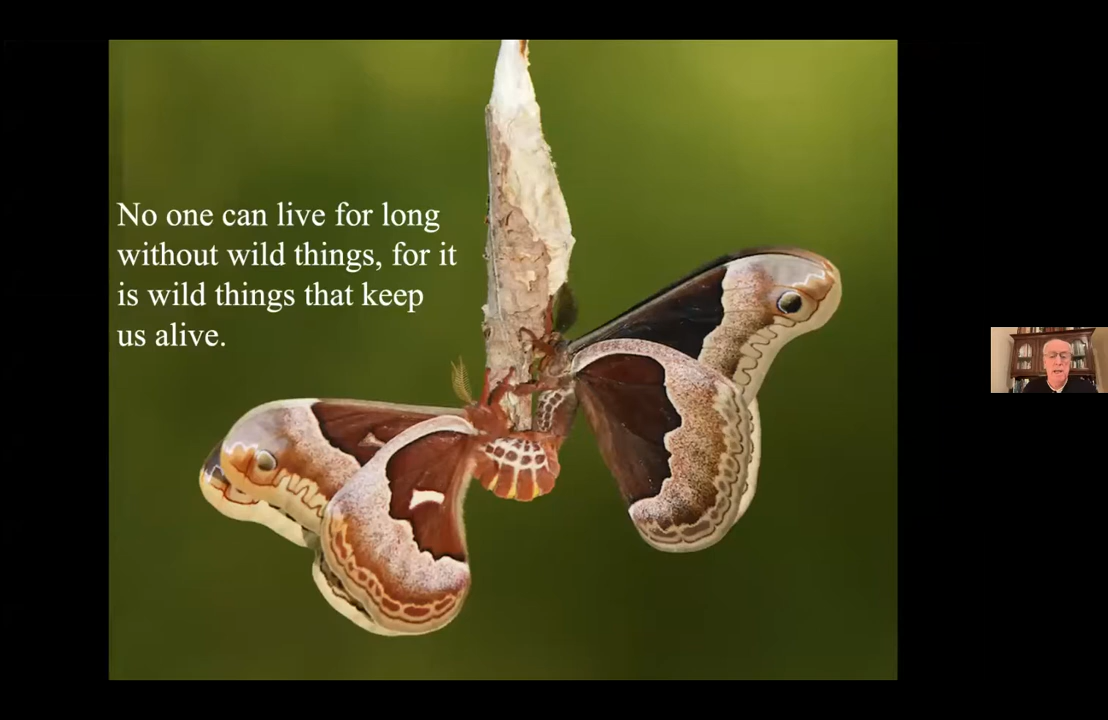 No one can live for long
without wild things, for it
is wild things that keep
us alive.